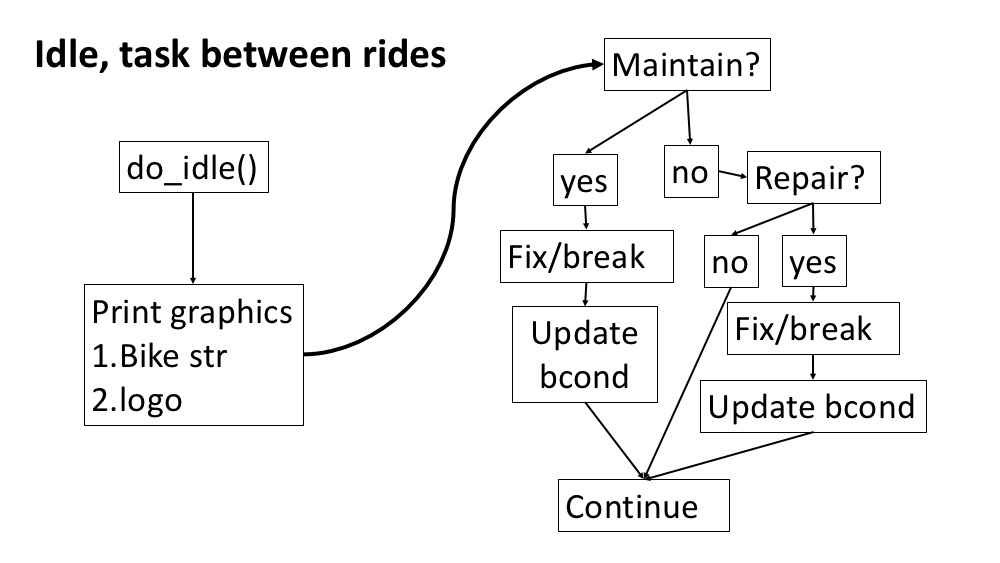 Idle, task between rides
do_idle()
Print graphics
1.Bike str
2.logo
Maintain?
yes
no
Repair?
Fix/break
no
yes
Update
bcond
Fix/break
Update bcond
Continue